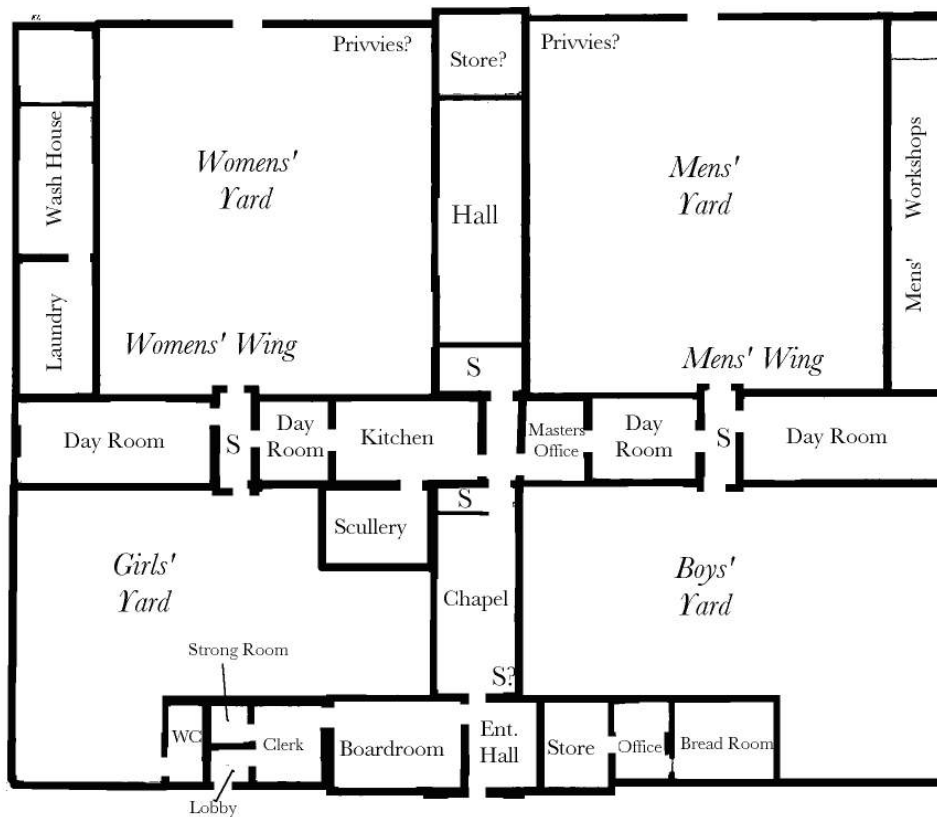 Privvies?
Store?
Privvies?
Wash House
Womens'
Yard
Hall
Mens'
Yard
Mens' Workshops
Laundry
Womens' Wing
S
Mens' Wing
Day Room
S
Day
Room
Kitchen
Masters
Office
Day
Room
S
Day Room
S
Scullery
Girls'
Yard
Chapel
Boys'
Yard
Strong Room
S?
WC
Clerk
Boardroom
Ent.
Hall
Store
Office
Bread Room
Lobby